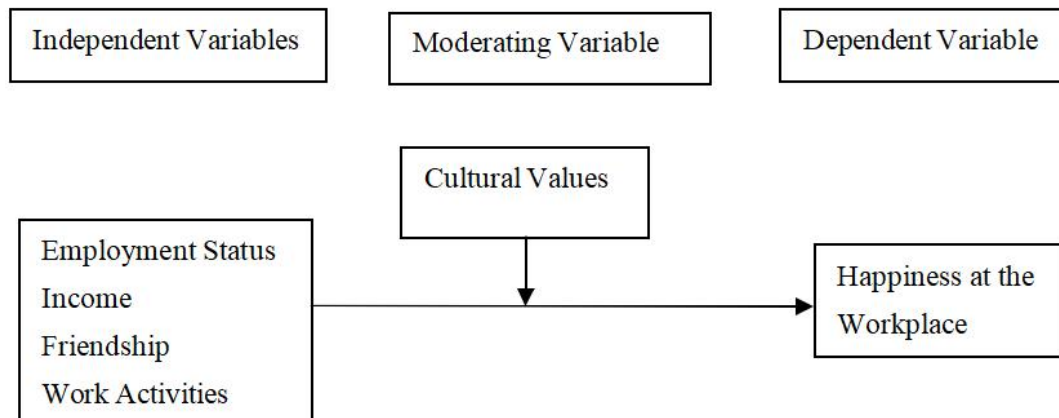 Independent Variables
Moderating Variable
Dependent Variable
Cultural Values
Employment Status
Income
Friendship
Work Activities
Happiness at the
Workplace